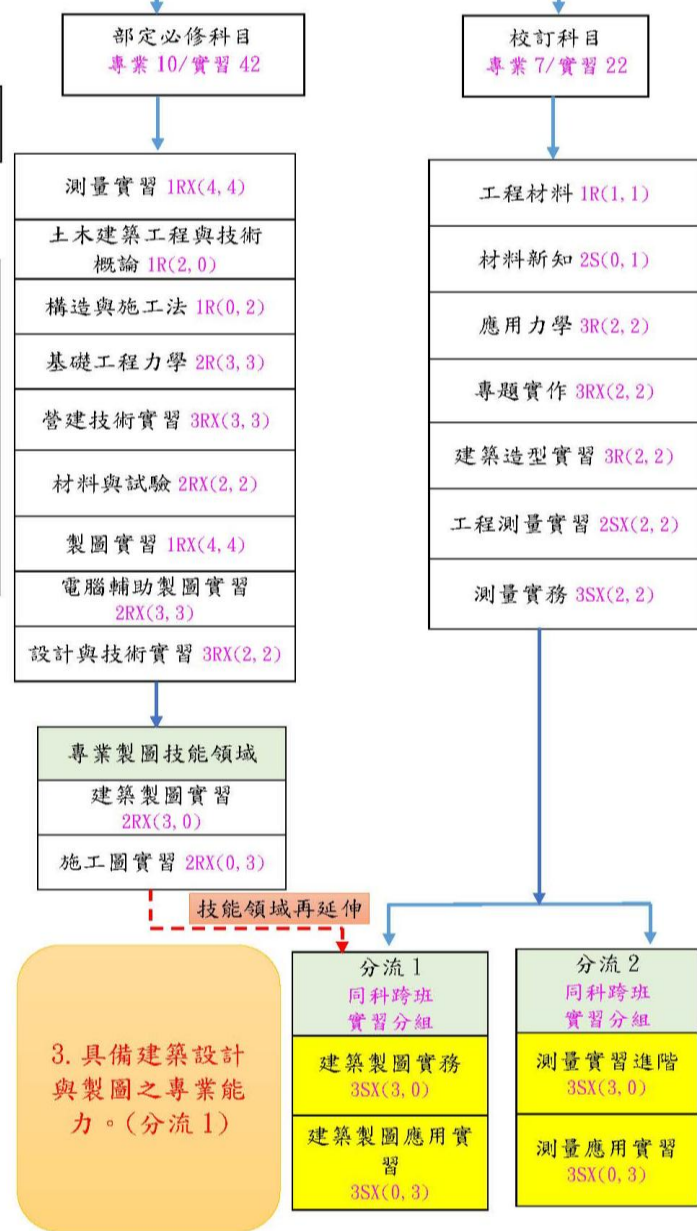 部定必修科目
專業 10/實習 42
測量實習 1RX(4,4)
土木建築工程與技術
概論 1R(2,0)
構造與施工法 1R(0,2)
基礎工程力學 2R(3,3)
營建技術實習 3RX(3,3)
材料與試驗 2RX(2,2)
製圖實習 1RX(4,4)
電腦輔助製圖實習
2RX(3,3)
設計與技術實習 3RX(2,2)
專業製圖技能領域
建築製圖實習
2RX(3,0)
施工圖實習 2RX(0,3)
校訂科目
專業 7/實習 22
工程材料 1R(1,1)
材料新知 2S(0,1)
應用力學 3R(2,2)
專題實作 3RX(2,2)
建築造型實習 3R(2,2)
工程測量實習 2SX(2,2)
測量實務 3SX(2,2)
技能領域再延伸
3.具備建築設計
與製圖之專業能
力。(分流 1)
分流 1
同科跨班
實習分組
建築製圖實務
3SX(3,0)
建築製圖應用實
習
3SX(0,3)
分流 2
同科跨班
實習分組
測量實習進階
3SX(3,0)
測量應用實習
3SX(0,3)